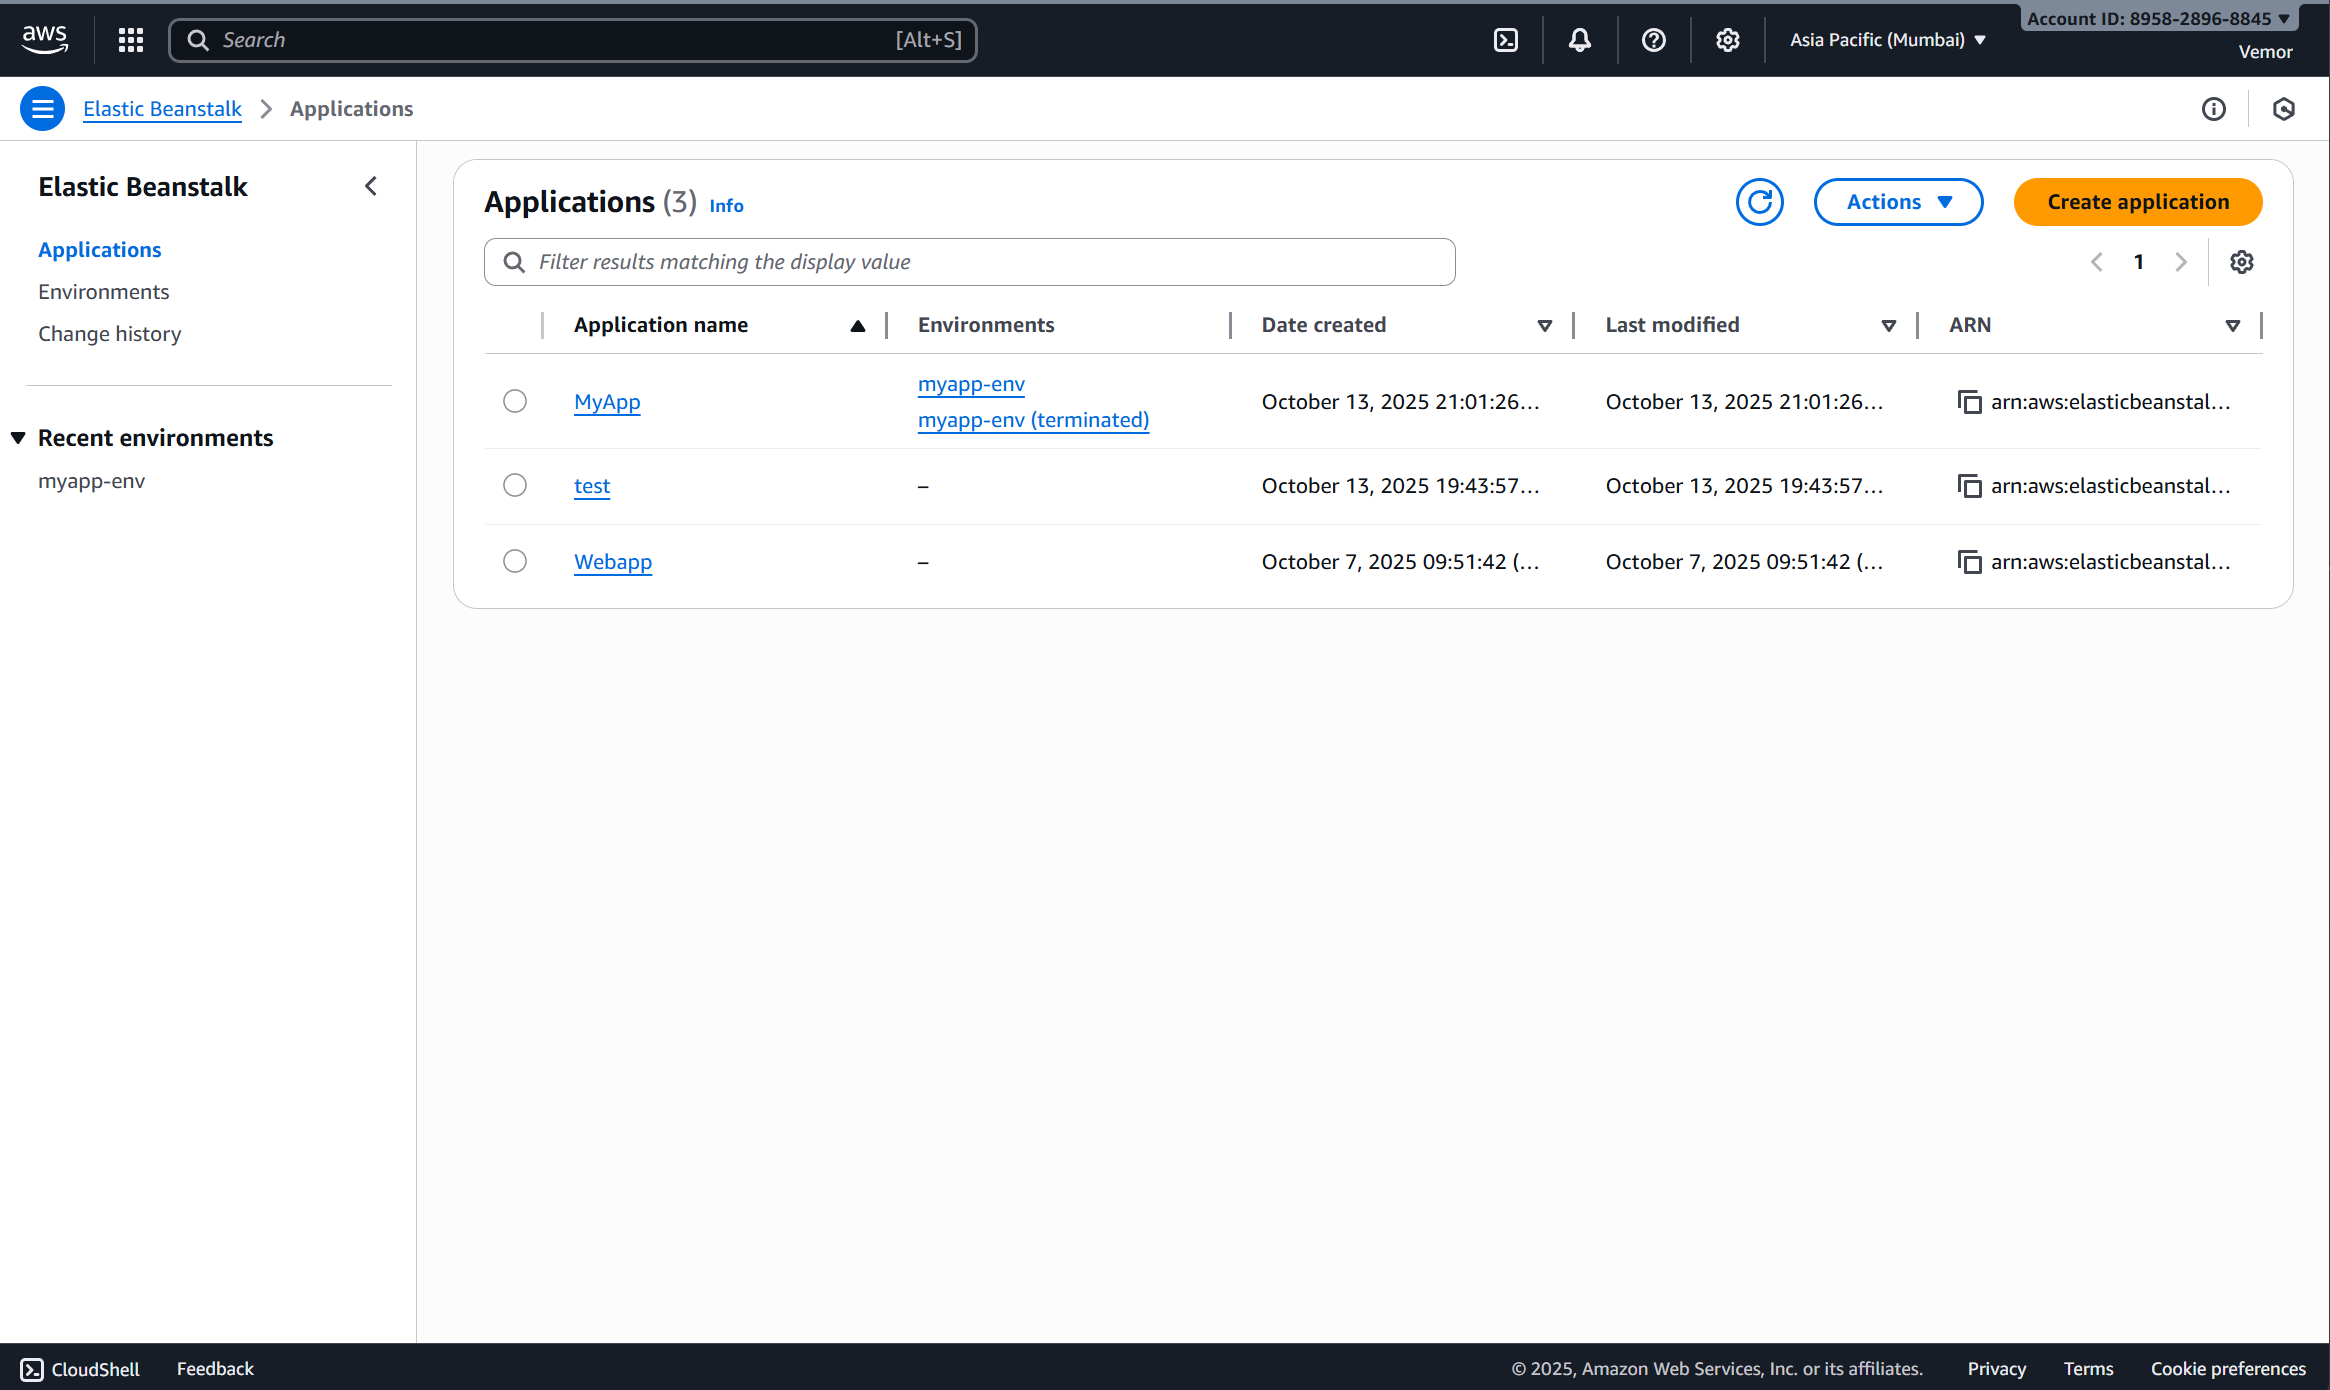 aws
Search [Alt+S]
Asia Pacific (Mumbai)
Account ID: 8958-2896-8845
Vemor
Elastic Beanstalk > Applications
Elastic Beanstalk
Applications
Environments
Change history
Recent environments
myapp-env
Applications (3) Info
Actions
Create application
Filter results matching the display value
1
Application name Environments Date created Last modified ARN
MyApp myapp-env October 13, 2025 21:01:26... October 13, 2025 21:01:26... arn:aws:elasticbeanstal...
myapp-env (terminated)
test – October 13, 2025 19:43:57... October 13, 2025 19:43:57... arn:aws:elasticbeanstal...
Webapp – October 7, 2025 09:51:42 (... October 7, 2025 09:51:42 (... arn:aws:elasticbeanstal...
CloudShell Feedback © 2025, Amazon Web Services, Inc. or its affiliates. Privacy Terms Cookie preferences